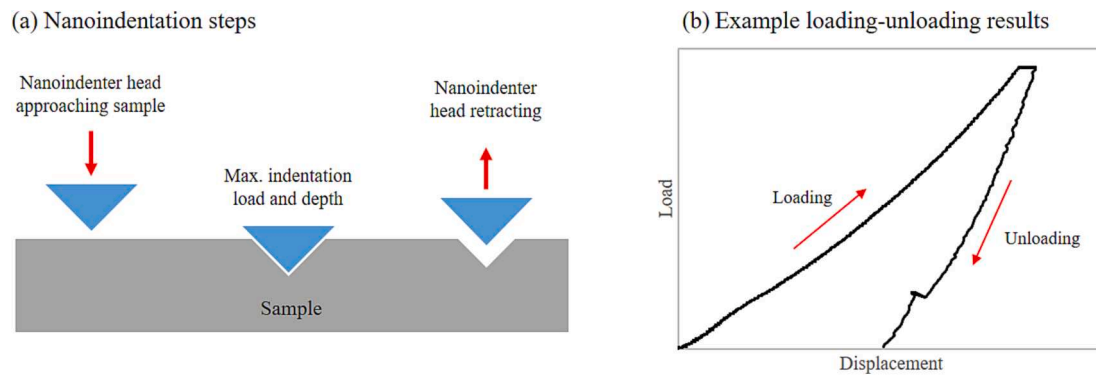 (a) Nanoindentation steps
Nanoindenter head
approaching sample
Max. indentation
load and depth
Nanoindenter
head retracting
Sample
(b) Example loading-unloading results
Load
Loading
Unloading
Displacement